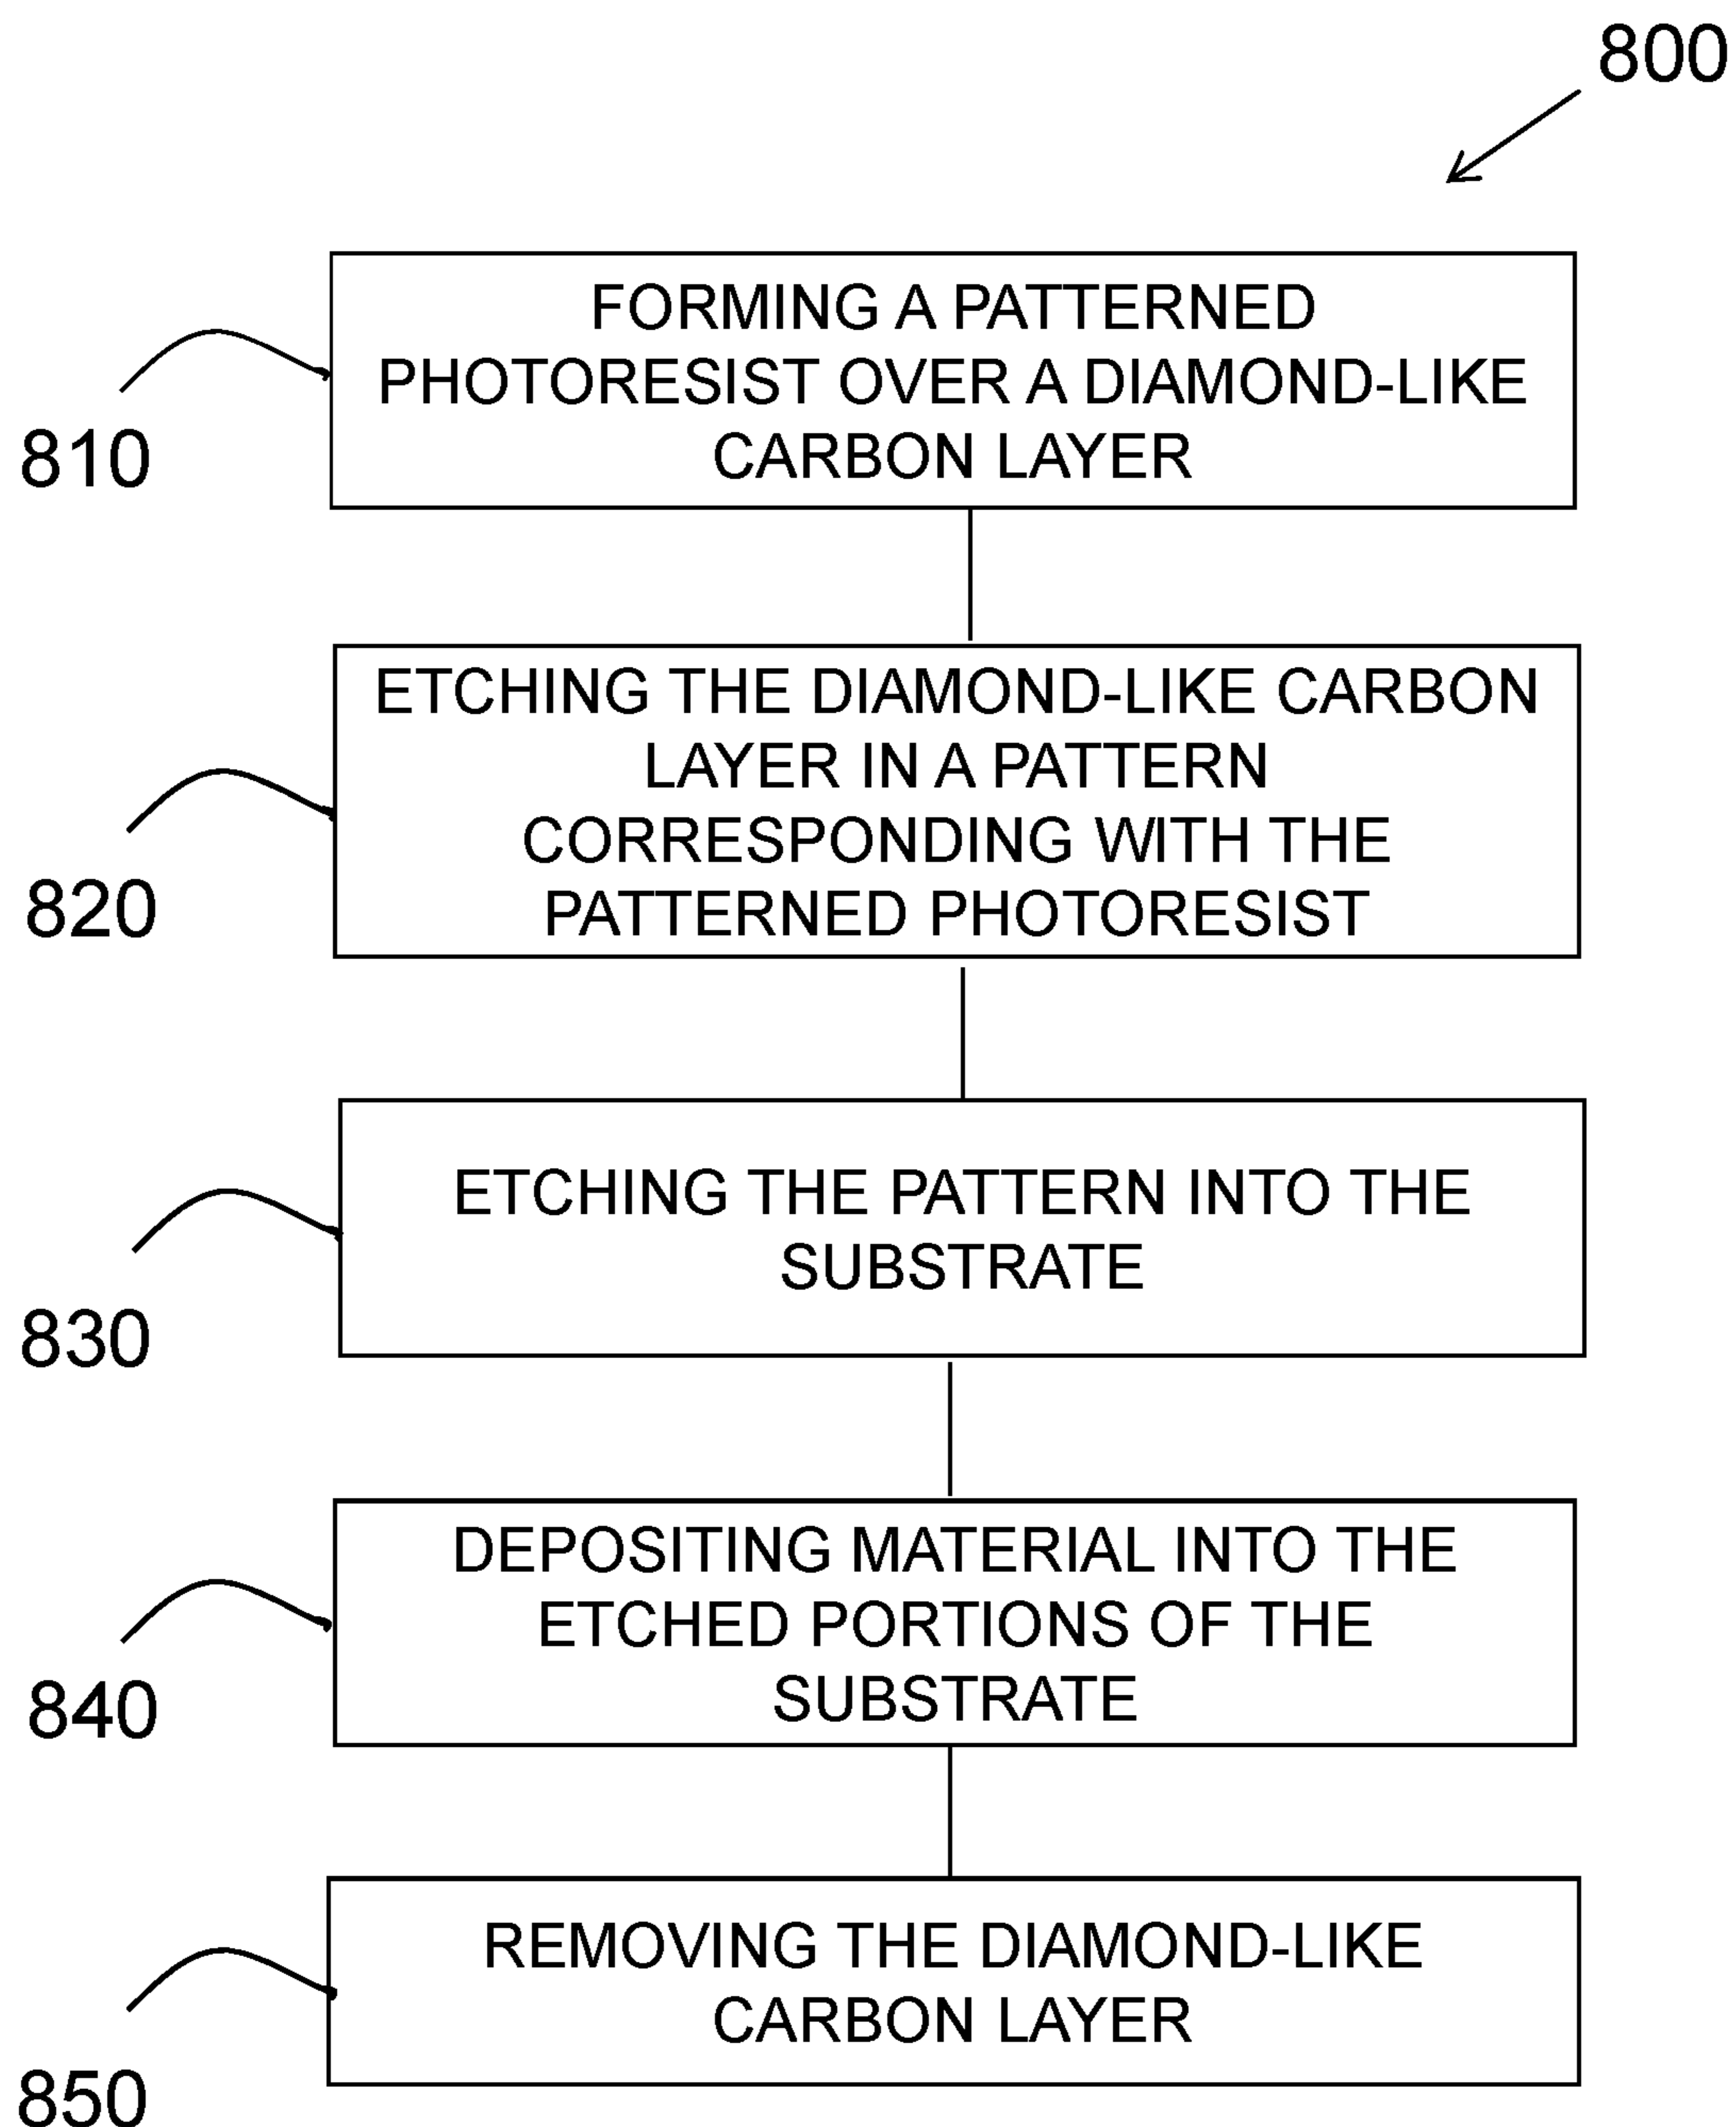 800
FORMING A PATTERNED
PHOTORESIST OVER A DIAMOND-LIKE
CARBON LAYER
810
ETCHING THE DIAMOND-LIKE CARBON
LAYER IN A PATTERN
CORRESPONDING WITH THE
PATTERNED PHOTORESIST
820
ETCHING THE PATTERN INTO THE
SUBSTRATE
830
DEPOSITING MATERIAL INTO THE
ETCHED PORTIONS OF THE
SUBSTRATE
840
REMOVING THE DIAMOND-LIKE
CARBON LAYER
850